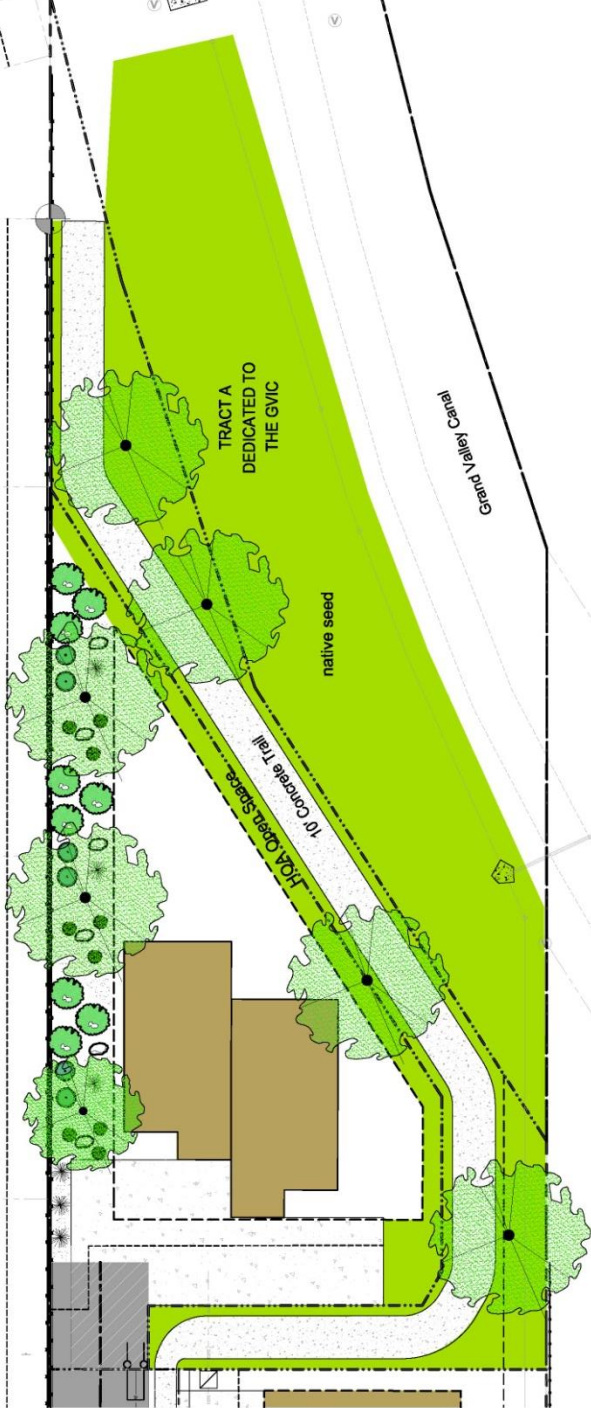 V
V
TRACT A
DEDICATED TO
THE GVIC
Grand Valley Canal
native seed
10' Concrete Trail
HOA Open Space